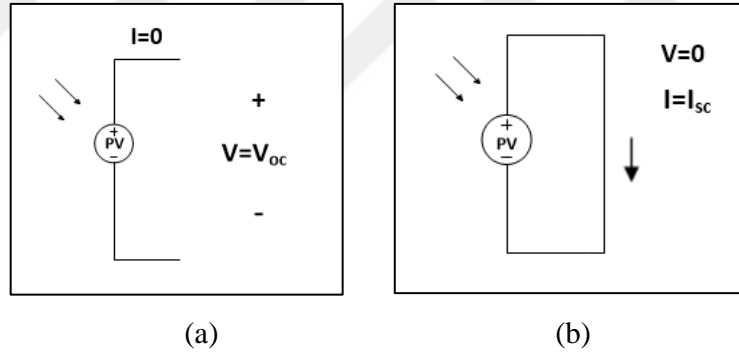 I=0
+
+
PV
−
V=Voc
-
V=0
I=Isc
+
PV
−
(a)
(b)